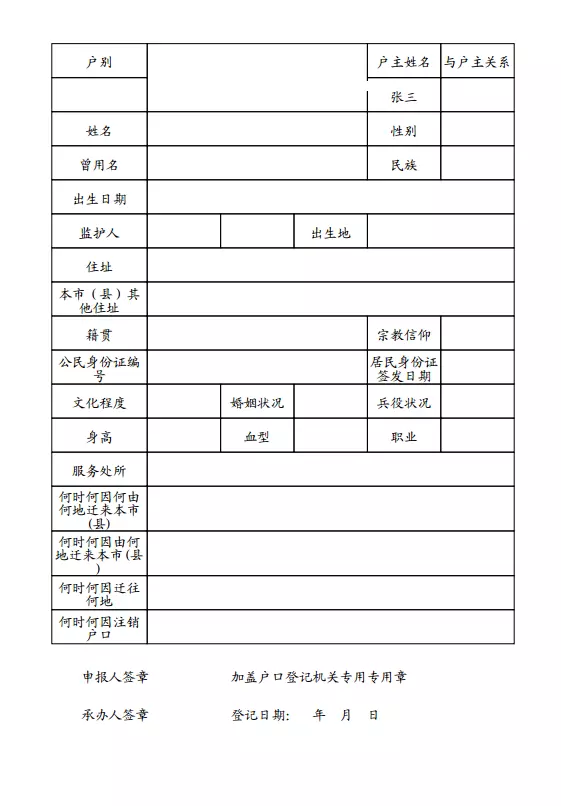 户别 户主姓名 与户主关系
张三
姓名 性别
曾用名 民族
出生日期
监护人 出生地
住址
本市（县）其
他住址
籍贯 宗教信仰
公民身份证编
号
居民身份证
签发日期
文化程度 婚姻状况 兵役状况
身高 血型 职业
服务处所
何时何因何由
何地迁来本市
(县)
何时何因由何
地迁来本市(县
)
何时何因迁往
何地
何时何因注销
户口
申报人签章 加盖户口登记机关专用专用章
承办人签章 登记日期： 年 月 日